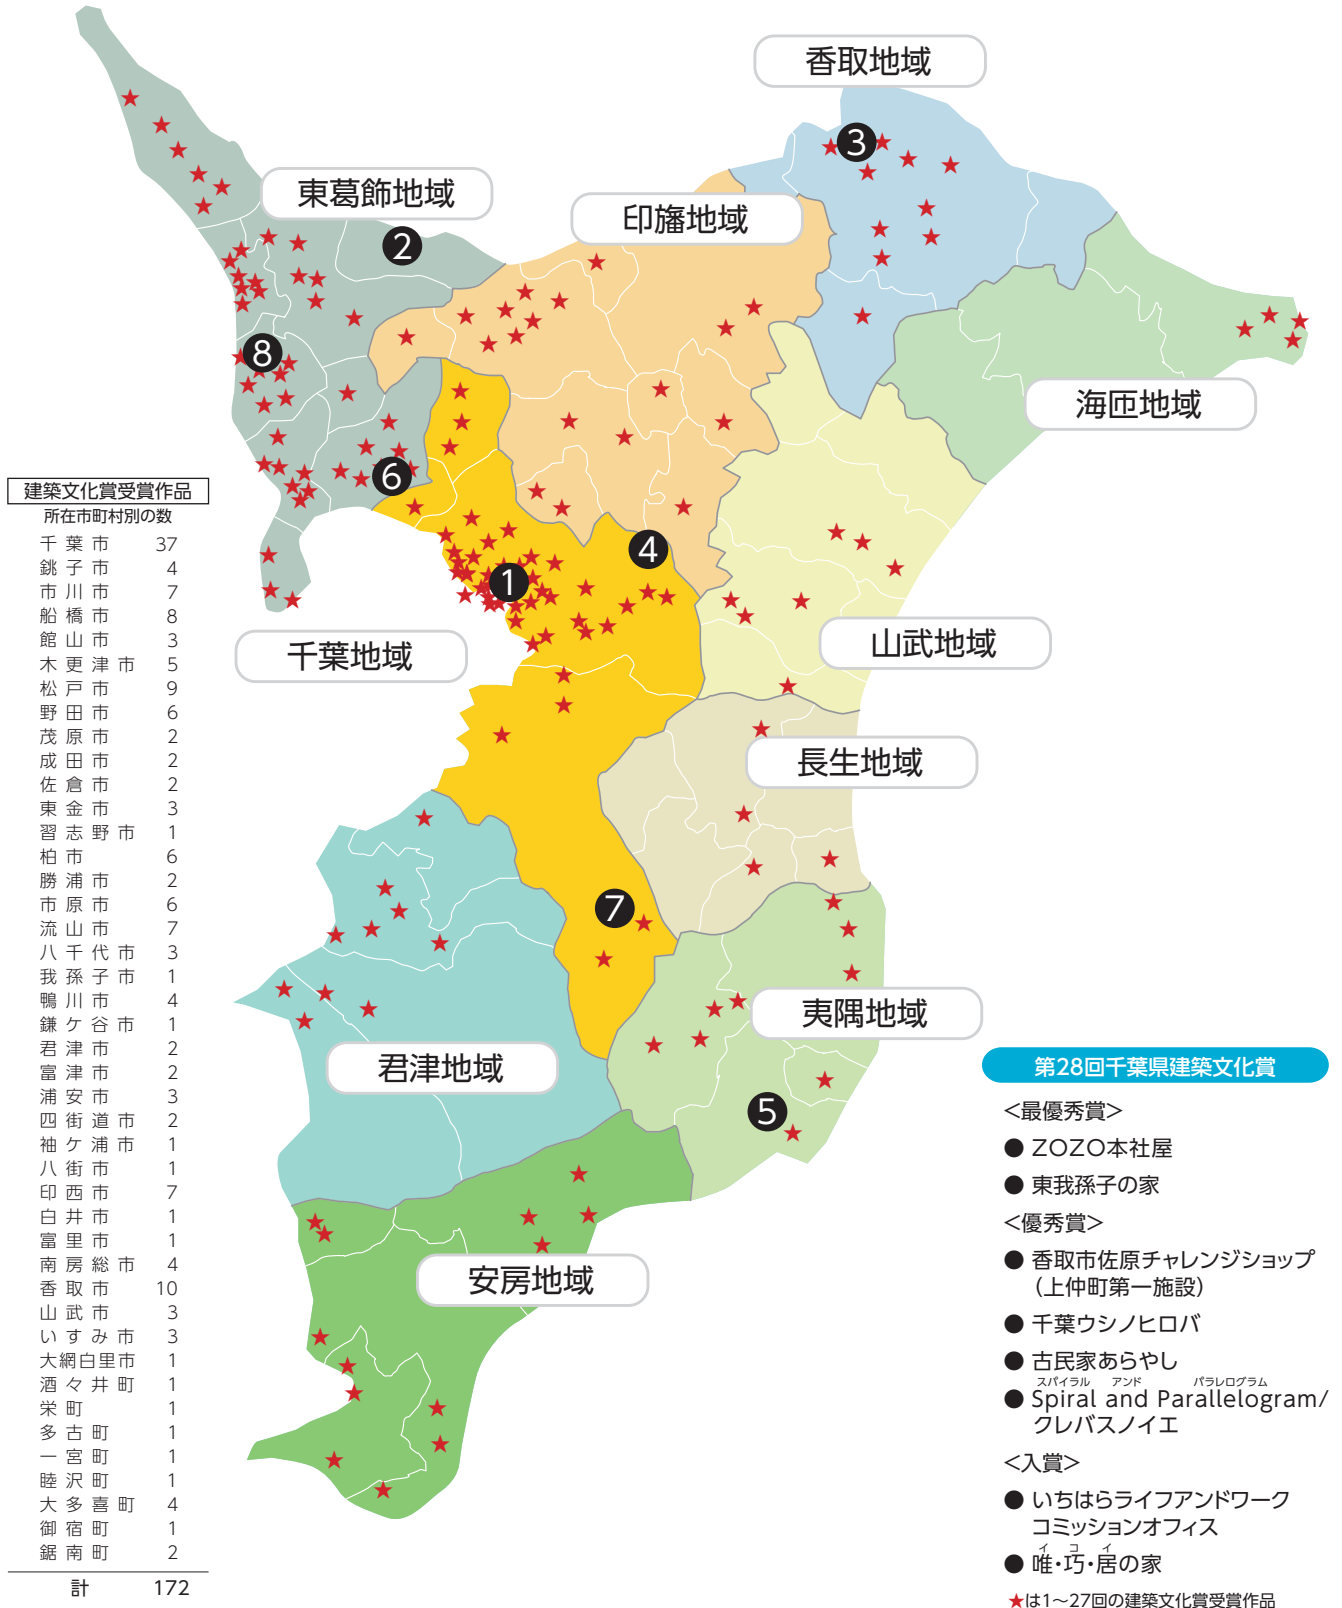 香取地域
3
東葛飾地域
印旛地域
2
8
海匝地域
6
4
1
千葉地域
山武地域
長生地域
7
夷隅地域
君津地域
5
安房地域
建築文化賞受賞作品
所在市町村別の数
千葉市 37
銚子市 4
市川市 7
船橋市 8
館山市 3
木更津市 5
松戸市 9
野田市 6
茂原市 2
成田市 2
佐倉市 2
東金市 3
習志野市 1
柏市 6
勝浦市 2
市原市 6
流山市 7
八千代市 3
我孫子市 1
鴨川市 4
鎌ケ谷市 1
君津市 2
富津市 2
浦安市 3
四街道市 2
袖ケ浦市 1
八街市 1
印西市 7
白井市 1
富里市 1
南房総市 4
香取市 10
山武市 3
いすみ市 3
大網白里市 1
酒々井町 1
栄町 1
多古町 1
一宮町 1
睦沢町 1
大多喜町 4
御宿町 1
鋸南町 2
計 172
第28回千葉県建築文化賞
<最優秀賞>
● ZOZO本社屋
● 東我孫子の家
<優秀賞>
● 香取市佐原チャレンジショップ
(上仲町第一施設)
● 千葉ウシノヒロバ
● 古民家あらやし
スパイラル アンド パラレログラム
● Spiral and Parallelogram/
クレバスノイエ
<入賞>
● いちはらライフアンドワーク
コミッションオフィス
イ コ イ
● 唯・巧・居の家
★は1～27回の建築文化賞受賞作品